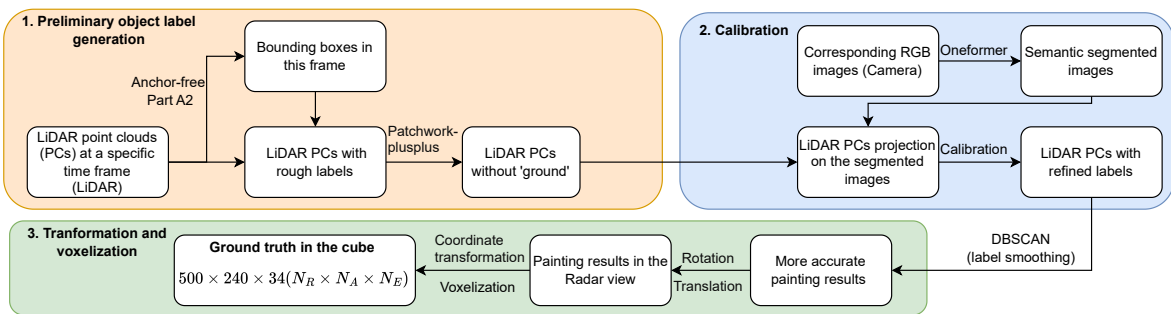 1. Preliminary object label
generation
Bounding boxes in
this frame
Anchor-free
Part A2
LiDAR point clouds
(PCs) at a specific
time frame
(LiDAR)
LiDAR PCs with
rough labels
Patchwork-
plusplus
LiDAR PCs
without 'ground'
2. Calibration
Corresponding RGB
images (Camera)
Oneformer
Semantic segmented
images
LiDAR PCs projection
on the segmented
images
Calibration
LiDAR PCs with
refined labels
DBSCAN
(label smoothing)
3. Tranformation and
voxelization
More accurate
painting results
Rotation
Translation
Painting results in the
Radar view
Coordinate
transformation
Voxelization
Ground truth in the cube
500 × 240 × 34(N_R × N_A × N_E)